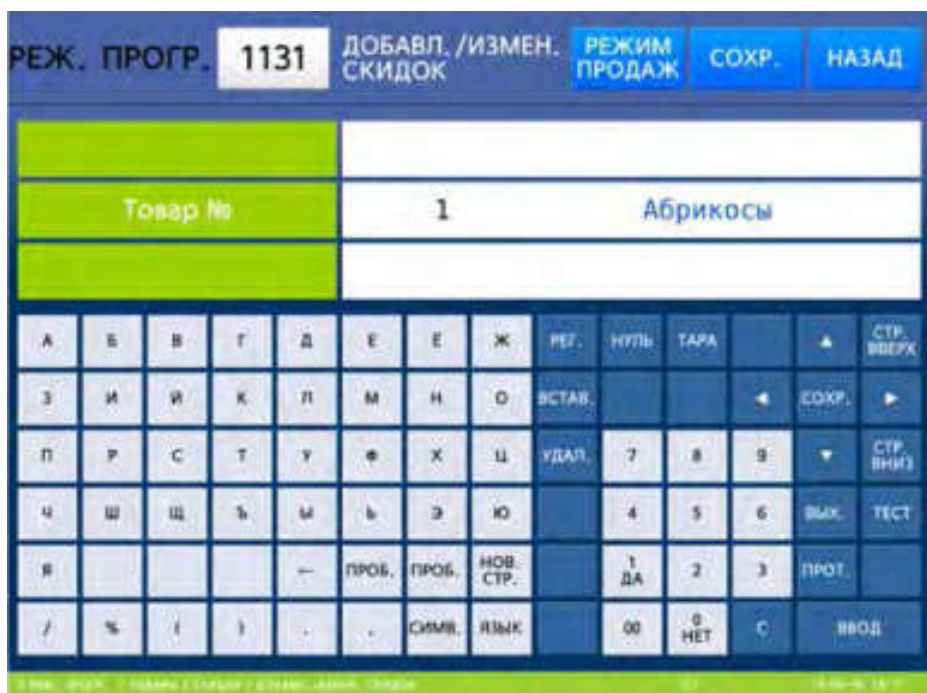 РЕЖ. ПРОГР. 1131 ДОБАВЛ./ИЗМЕН. СКИДОК РЕЖИМ ПРОДАЖ СОХР. НАЗАД
Товар № 1 Абрикосы
А Б В Г Д Е Ё Ж РЕГ. НУЛЬ ТАРА ▲ СТР. ВВЕРХ
З И Й К Л М Н О ВСТАВ. ◄ СОХР. ►
П Р С Т У Ф Х Ц УДАЛ. 7 8 9 ▼ СТР. ВНИЗ
Ч Ш Щ Ъ Ы Ь Э Ю 4 5 6 ВЫХ. ТЕСТ
Я ← ПРОБ. ПРОБ. НОВ. СТР. 1 ДА 2 3 ПРОТ.
/ % ( ) СИМВ. ЯЗЫК 00 0 НЕТ С ВВОД